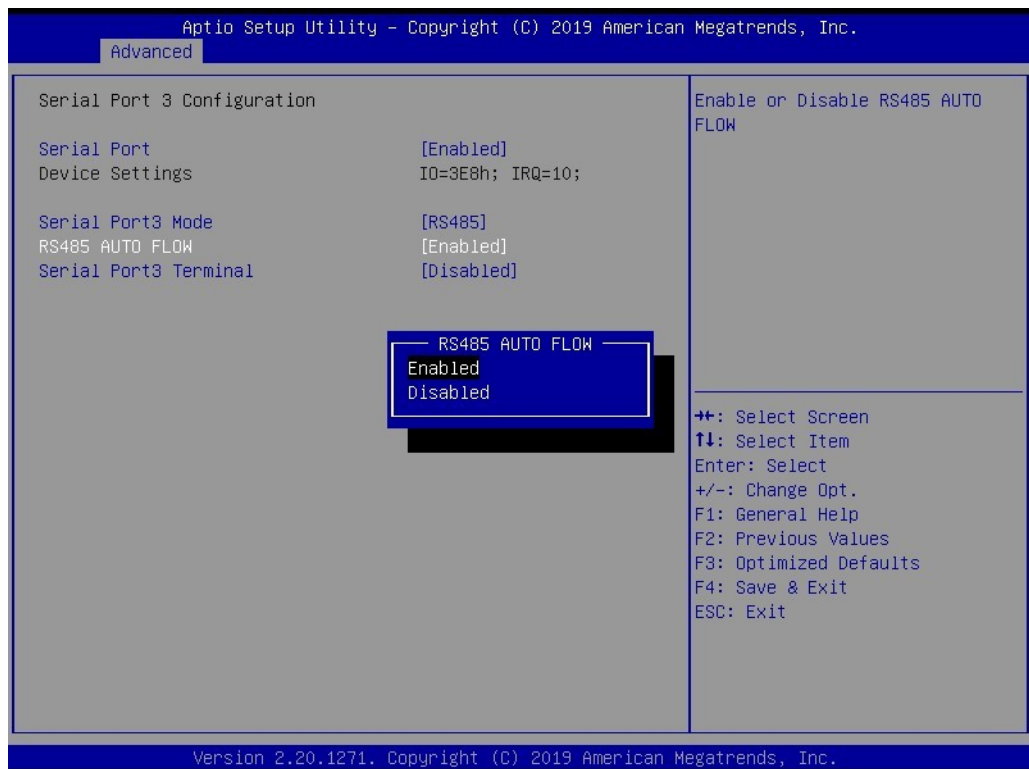 Aptio Setup Utility – Copyright (C) 2019 American Megatrends, Inc.
Advanced
Serial Port 3 Configuration
Serial Port [Enabled]
Device Settings IO=3E8h; IRQ=10;
Serial Port3 Mode [RS485]
RS485 AUTO FLOW [Enabled]
Serial Port3 Terminal [Disabled]
RS485 AUTO FLOW
Enabled
Disabled
Enable or Disable RS485 AUTO
FLOW
→←: Select Screen
↑↓: Select Item
Enter: Select
+/-: Change Opt.
F1: General Help
F2: Previous Values
F3: Optimized Defaults
F4: Save & Exit
ESC: Exit
Version 2.20.1271. Copyright (C) 2019 American Megatrends, Inc.